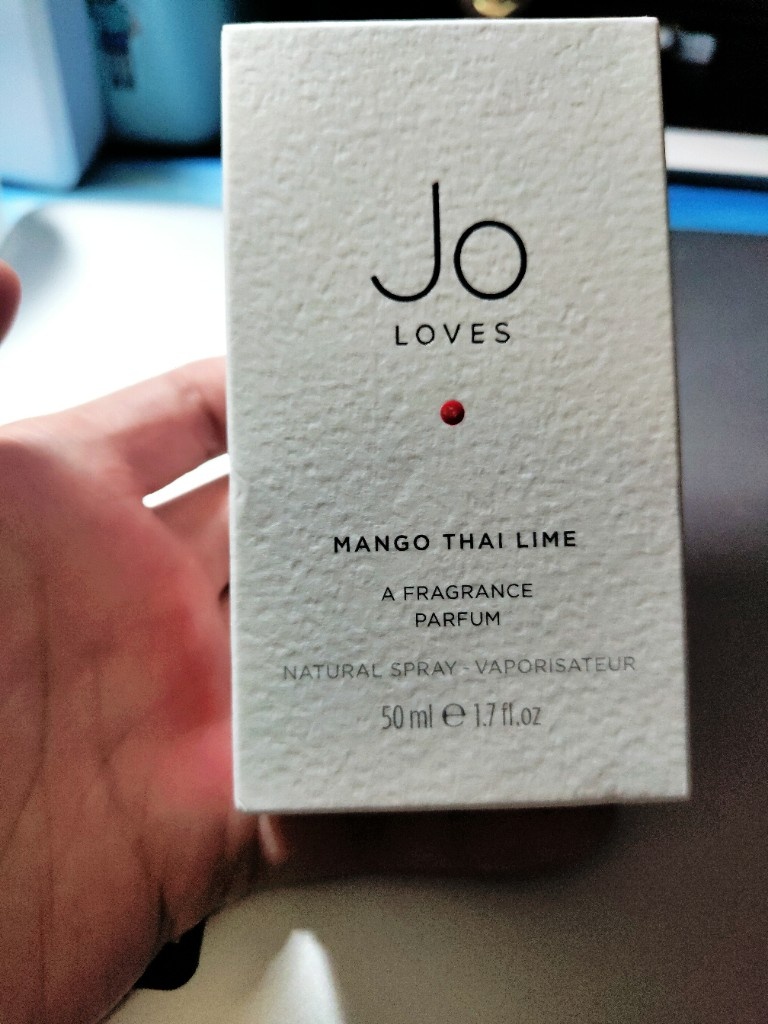 Jo
LOVES
MANGO THAI LIME
A FRAGRANCE
PARFUM
NATURAL SPRAY - VAPORISATEUR
50 ml ℮ 1.7 fl.oz